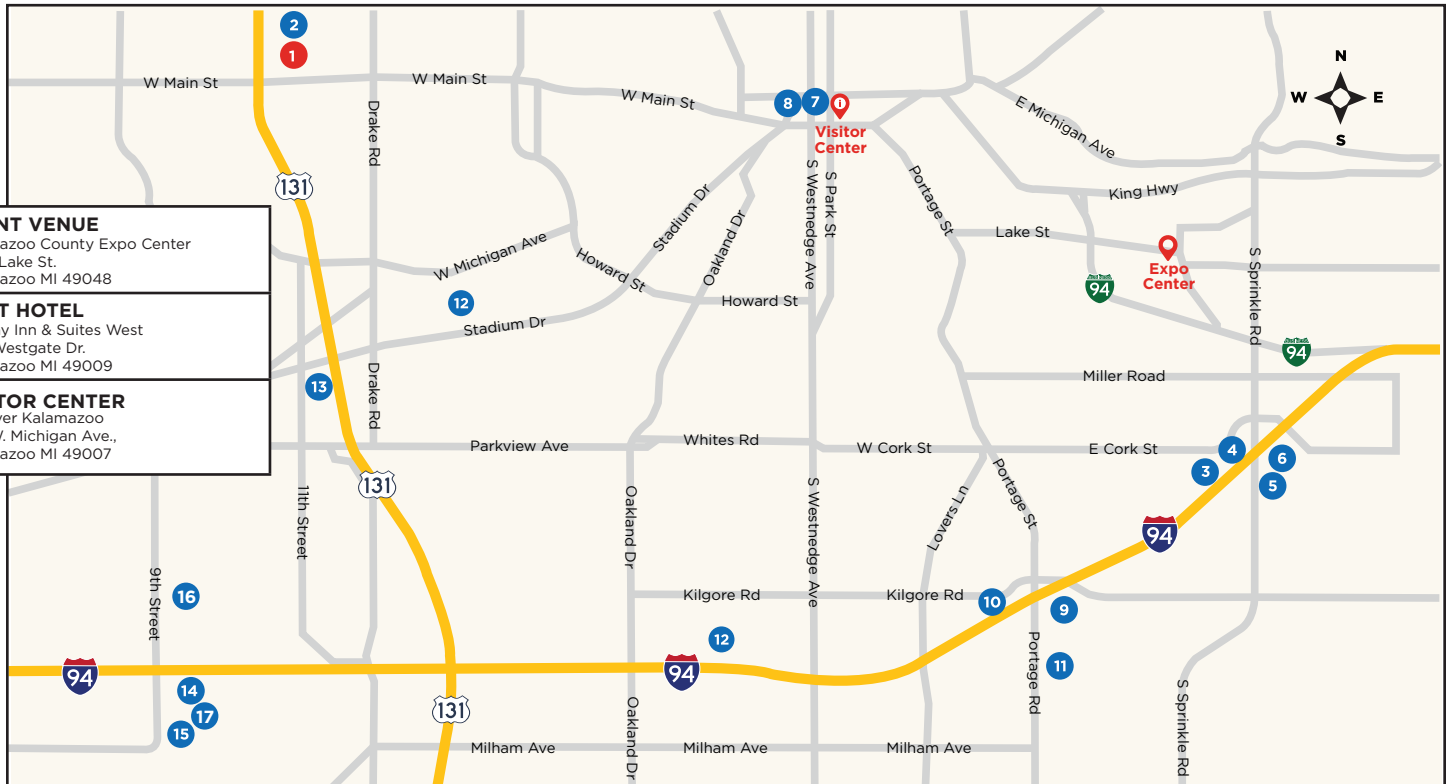 2
1
W Main St
W Main St
W Main St
8
7
i
Visitor
Center
N
W
E
S
E Michigan Ave
Drake Rd
131
King Hwy
NT VENUE
azoo County Expo Center
Lake St.
azoo MI 49048
T HOTEL
y Inn & Suites West
Westgate Dr.
azoo MI 49009
TOR CENTER
ver Kalamazoo
W. Michigan Ave.,
azoo MI 49007
W Michigan Ave
Stadium Dr
Howard St
Oakland Dr
S Westnedge Ave
S Park St
Portage St
Lake St
Expo
Center
94
S Sprinkle Rd
12
Howard St
Stadium Dr
94
13
Drake Rd
Miller Road
Parkview Ave
Whites Rd
W Cork St
E Cork St
4
3
6
5
131
11th Street
Oakland Dr
S Westnedge Ave
Lovers Ln
Portage St
94
9th Street
16
Kilgore Rd
Kilgore Rd
10
9
12
94
94
11
14
17
15
131
Oakland Dr
Portage Rd
S Sprinkle Rd
Milham Ave
Milham Ave
Milham Ave